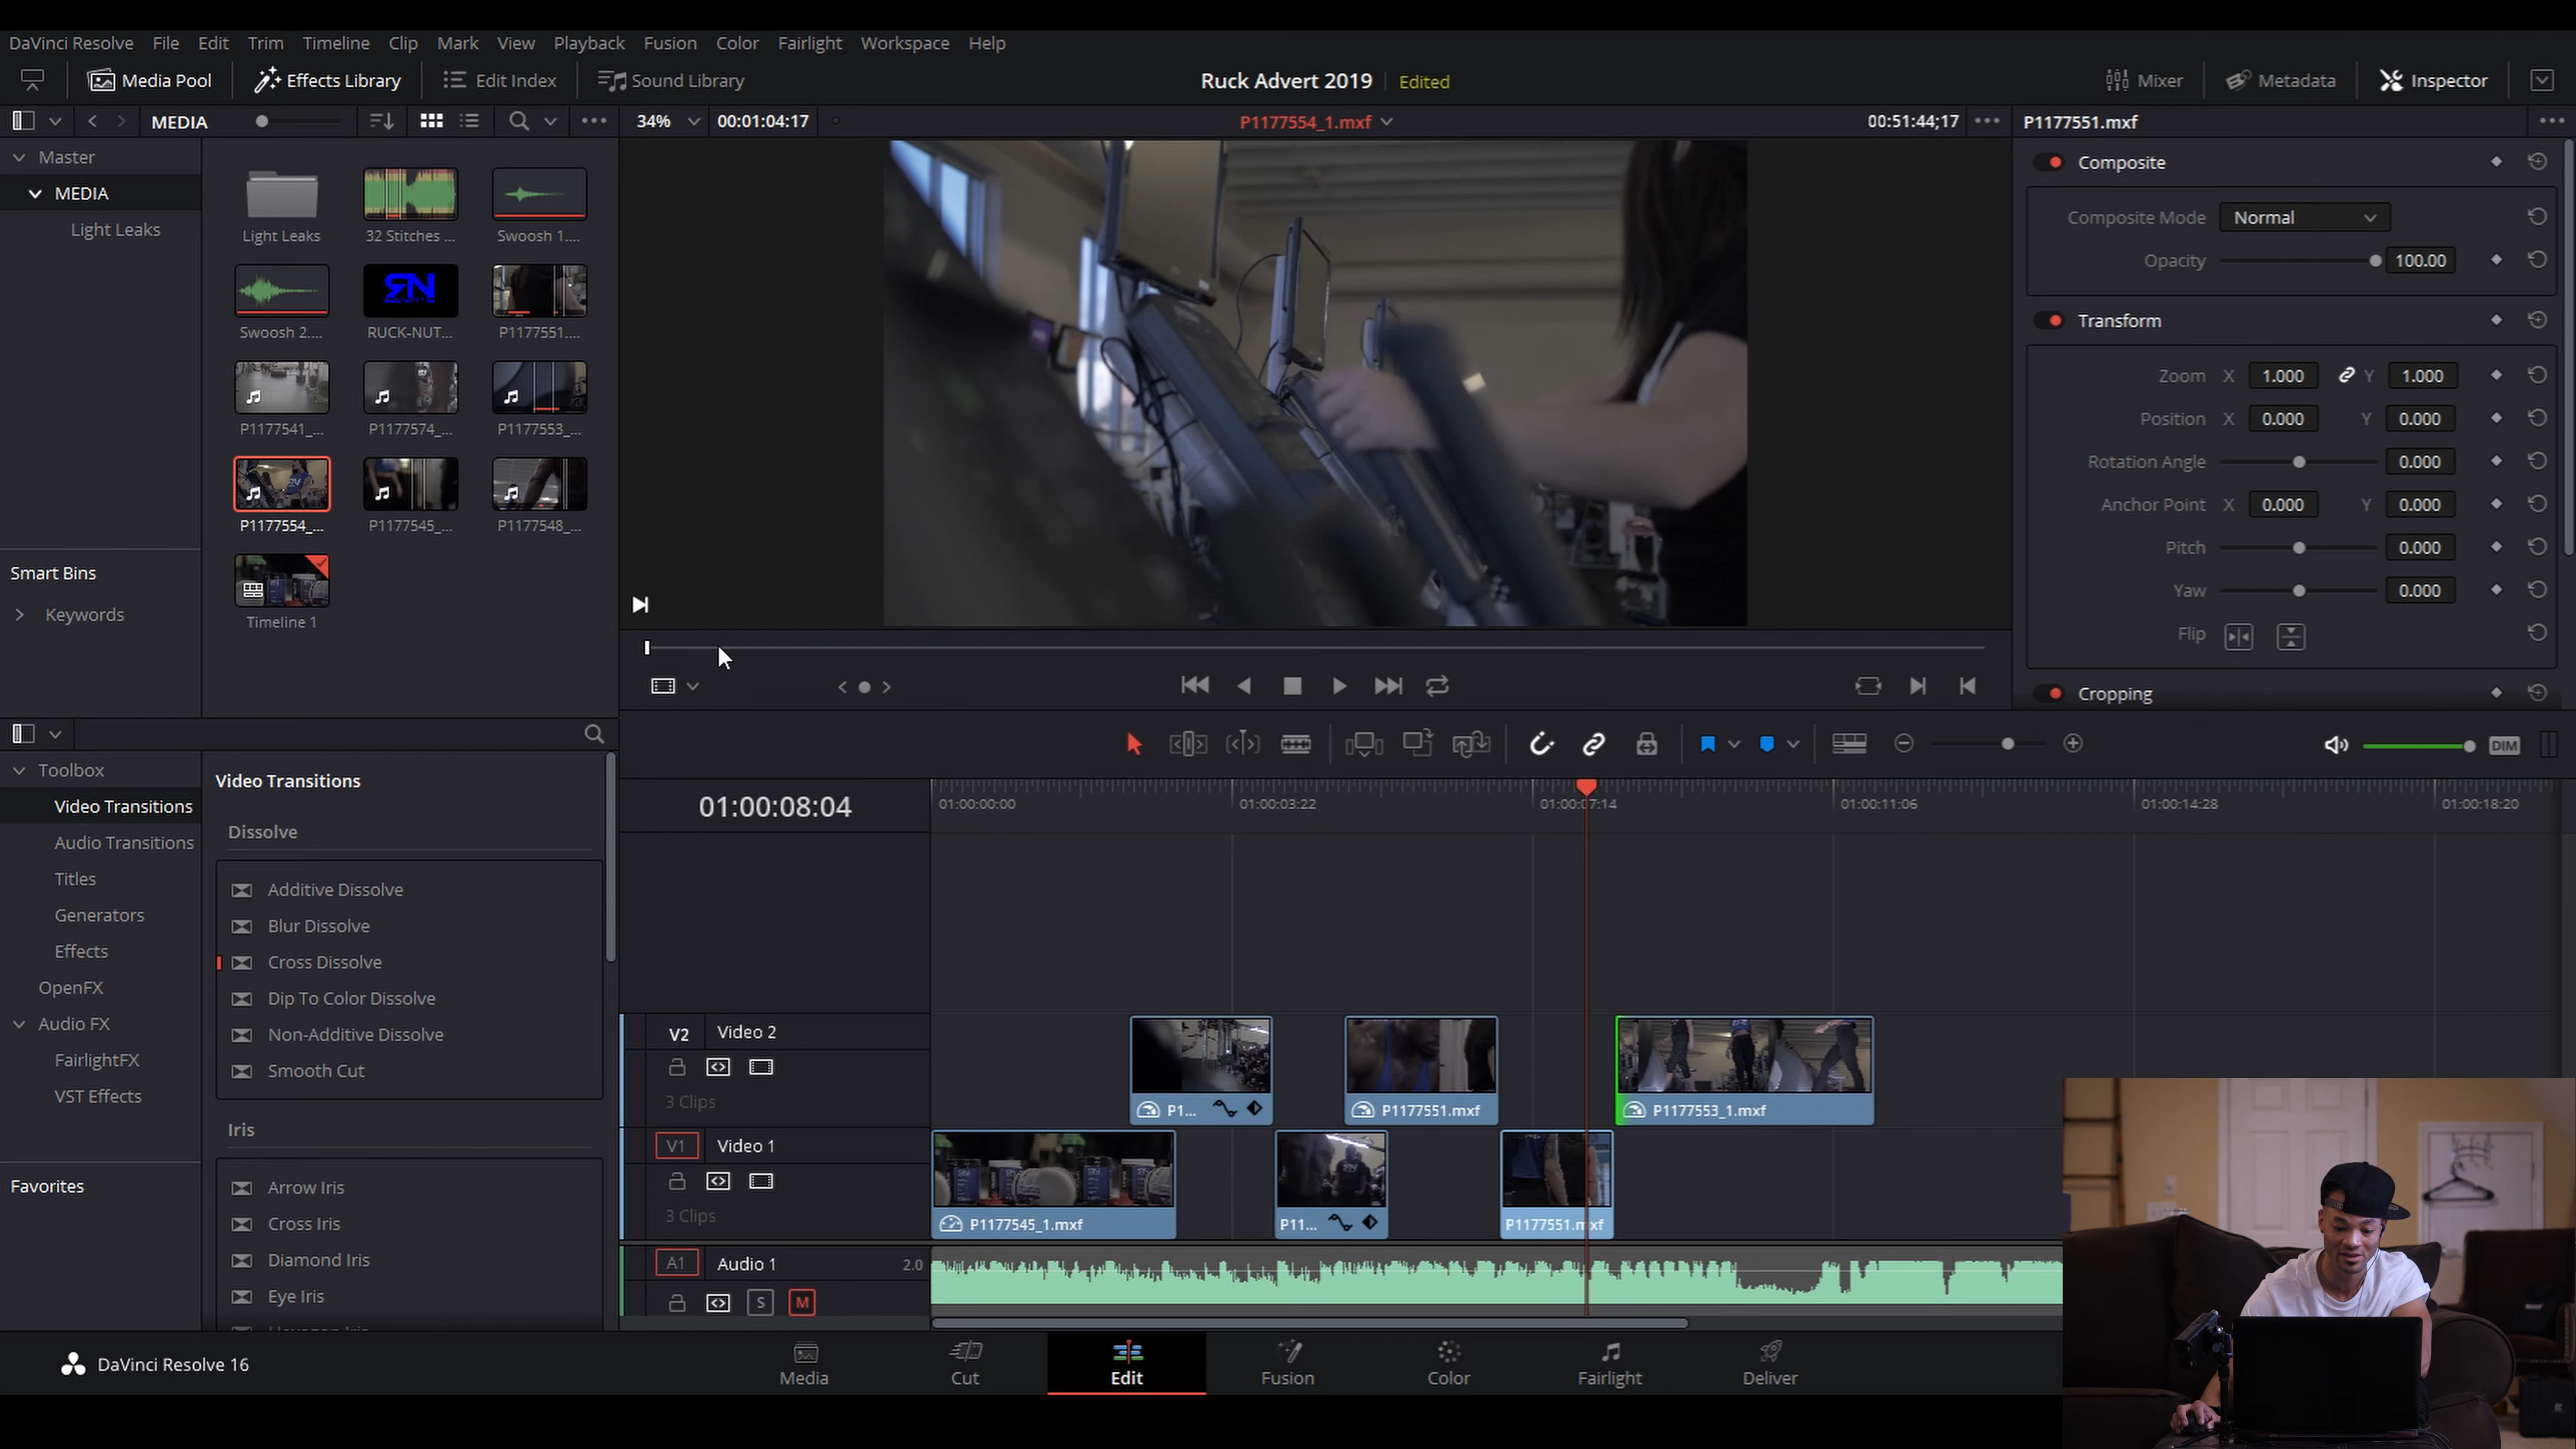 DaVinci Resolve File Edit Trim Timeline Clip Mark View Playback Fusion Color Fairlight Workspace Help
Media Pool Effects Library Edit Index Sound Library Ruck Advert 2019 Edited Mixer Metadata Inspector
MEDIA 34% 00:01:04:17 P1177554_1.mxf 00:51:44;17 P1177551.mxf
Master
MEDIA
Light Leaks
Light Leaks 32 Stitches ... Swoosh 1....
Swoosh 2.... RUCK-NUT... P1177551....
P1177541_... P1177574_... P1177553_...
P1177554_... P1177545_... P1177548_...
Timeline 1
Smart Bins
Keywords
Composite
Composite Mode Normal
Opacity 100.00
Transform
Zoom X 1.000 Y 1.000
Position X 0.000 Y 0.000
Rotation Angle 0.000
Anchor Point X 0.000 Y 0.000
Pitch 0.000
Yaw 0.000
Flip
Cropping
DIM
Toolbox
Video Transitions
Audio Transitions
Titles
Generators
Effects
OpenFX
Audio FX
FairlightFX
VST Effects
Favorites
Video Transitions
Dissolve
Additive Dissolve
Blur Dissolve
Cross Dissolve
Dip To Color Dissolve
Non-Additive Dissolve
Smooth Cut
Iris
Arrow Iris
Cross Iris
Diamond Iris
Eye Iris
Hexagon Iris
01:00:08:04 01:00:00:00 01:00:03:22 01:00:07:14 01:00:11:06 01:00:14:28 01:00:18:20
V2 Video 2
3 Clips
P1... P1177551.mxf P1177553_1.mxf
V1 Video 1
3 Clips
P1177545_1.mxf P11... P1177551.mxf
A1 Audio 1 2.0
S M
DaVinci Resolve 16 Media Cut Edit Fusion Color Fairlight Deliver